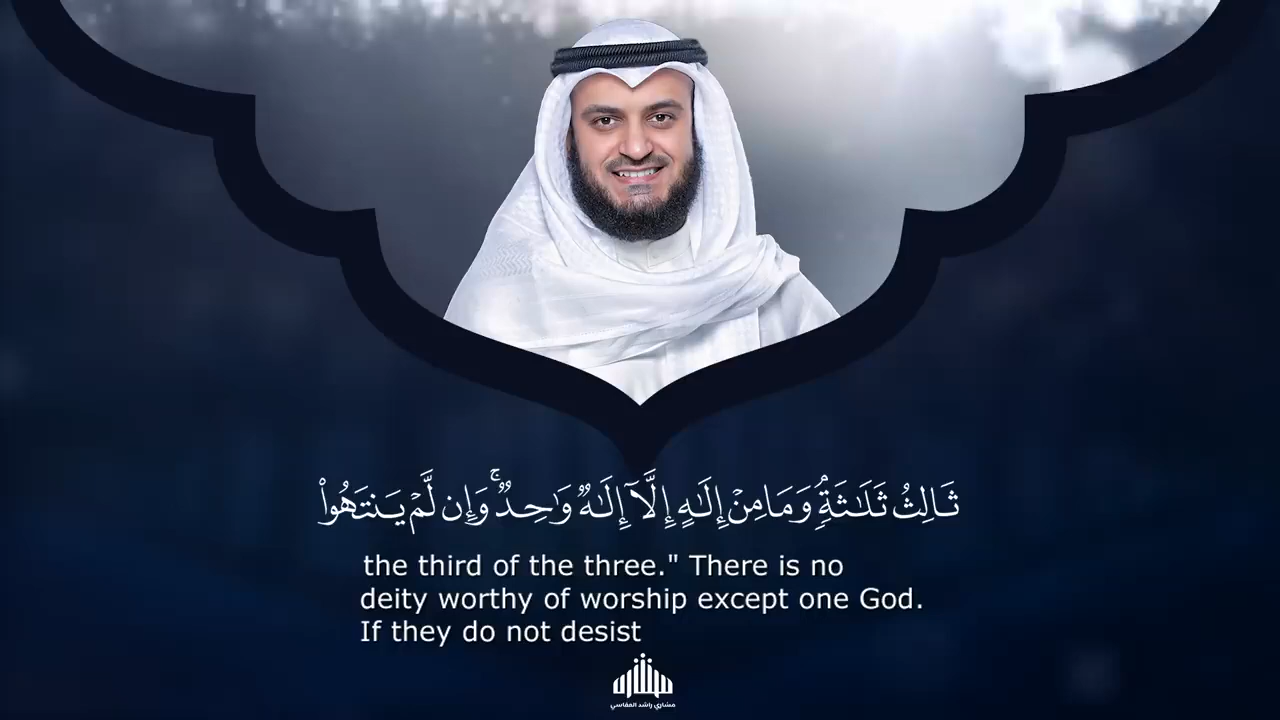 ثَالِثُ ثَلَٰثَةٍۘ وَمَا مِنْ إِلَٰهٍ إِلَّآ إِلَٰهٌ وَٰحِدٌۚ وَإِن لَّمْ يَنتَهُوا۟
the third of the three." There is no
deity worthy of worship except one God.
If they do not desist
مشاري راشد العفاسي